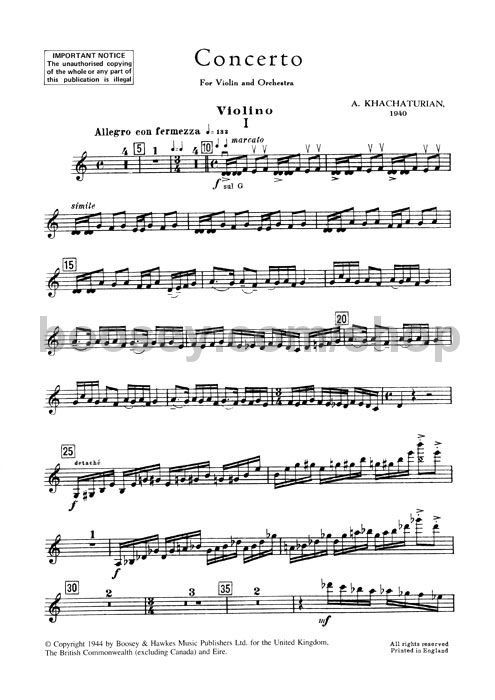 IMPORTANT NOTICE
The unauthorised copying
of the whole or any part of
this publication is illegal
Concerto
For Violin and Orchestra
Violino
I
A. KHACHATURIAN,
1940
Allegro con fermezza ♩=132
5
10
4
1
3
4
1
marcato
f
sul G
simile
15
20
boosey.com/shop
25
detaché
f
1
f
30
35
2
2
2
mf
© Copyright 1944 by Boosey & Hawkes Music Publishers Ltd. for the United Kingdom,
The British Commonwealth (excluding Canada) and Eire.
All rights reserved
Printed in England